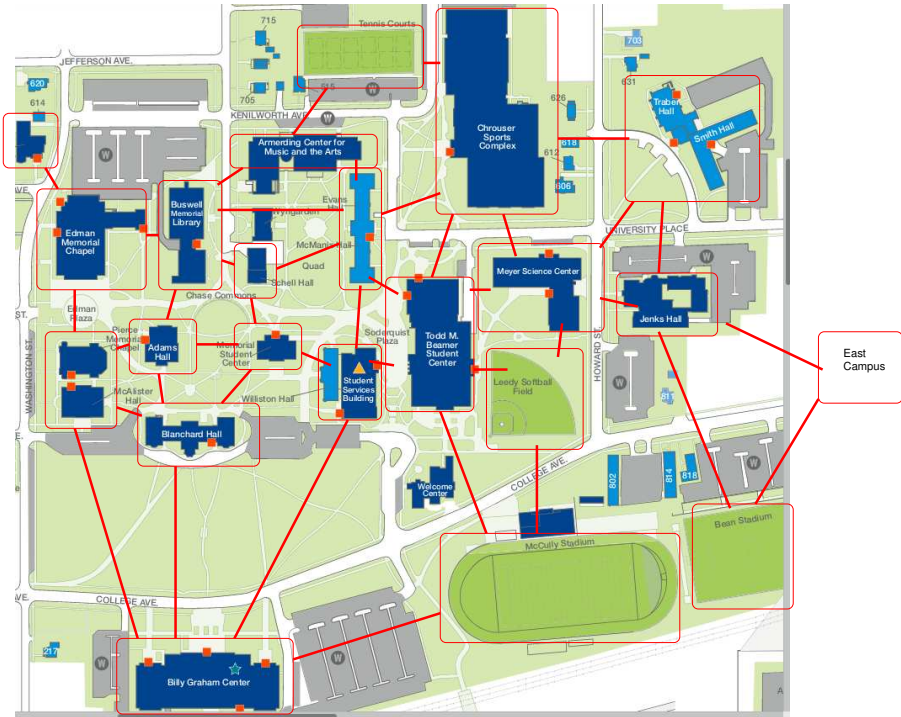 715
Tennis Courts
JEFFERSON AVE.
620
614
705
515
W
W
KENILWORTH AVE.
W
Chrouser
Sports
Complex
626
618
612
606
703
631
Traber
Hall
Smith Hall
Armerding Center for
Music and the Arts
AVE.
Edman
Memorial
Chapel
Buswell
Memorial
Library
Evans
Hall
Wyngarden
McManis Hall
Quad
Schell Hall
Chase Commons
UNIVERSITY PLACE
W
W
Meyer Science Center
Jenks Hall
Edman
Plaza
ST.
WASHINGTON ST.
Pierce
Memorial
Chapel
Adams
Hall
Memorial
Student
Center
Soderquist
Plaza
Todd M.
Beamer
Student
Center
HOWARD ST.
East
Campus
McAlister
Hall
Williston Hall
Student
Services
Building
Leedy Softball
Field
W
811
Blanchard Hall
W
W
Welcome
Center
COLLEGE AVE.
802
814
818
W
McCully Stadium
Bean Stadium
AVE.
COLLEGE AVE.
217
W
W
Billy Graham Center
A